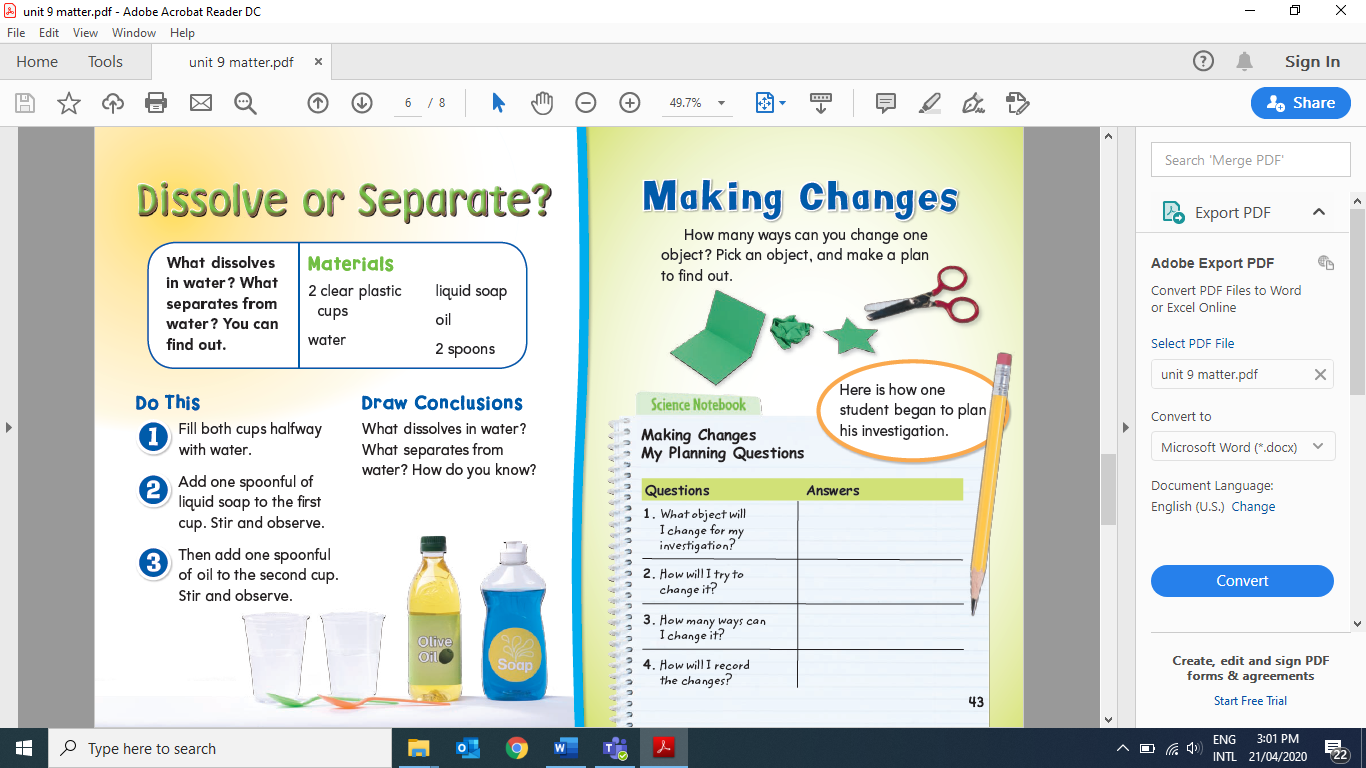 unit 9 matter.pdf - Adobe Acrobat Reader DC
File Edit View Window Help
Home Tools unit 9 matter.pdf ×
? Sign In
6 / 8 49.7% Share
Dissolve or Separate?
What dissolves
in water? What
separates from
water? You can
find out.
Materials
2 clear plastic
cups
water
liquid soap
oil
2 spoons
Do This
1 Fill both cups halfway
with water.
2 Add one spoonful of
liquid soap to the first
cup. Stir and observe.
3 Then add one spoonful
of oil to the second cup.
Stir and observe.
Draw Conclusions
What dissolves in water?
What separates from
water? How do you know?
Olive
Oil
Soap
Making Changes
How many ways can you change one
object? Pick an object, and make a plan
to find out.
Here is how one
student began to plan
his investigation.
Science Notebook
Making Changes
My Planning Questions
Questions Answers
1. What object will
I change for my
investigation?
2. How will I try to
change it?
3. How many ways can
I change it?
4. How will I record
the changes?
43
Search 'Merge PDF'
Export PDF
Adobe Export PDF
Convert PDF Files to Word
or Excel Online
Select PDF File
unit 9 matter.pdf
Convert to
Microsoft Word (*.docx)
Document Language:
English (U.S.) Change
Convert
Create, edit and sign PDF
forms & agreements
Start Free Trial
Type here to search
ENG
INTL
3:01 PM
21/04/2020
22